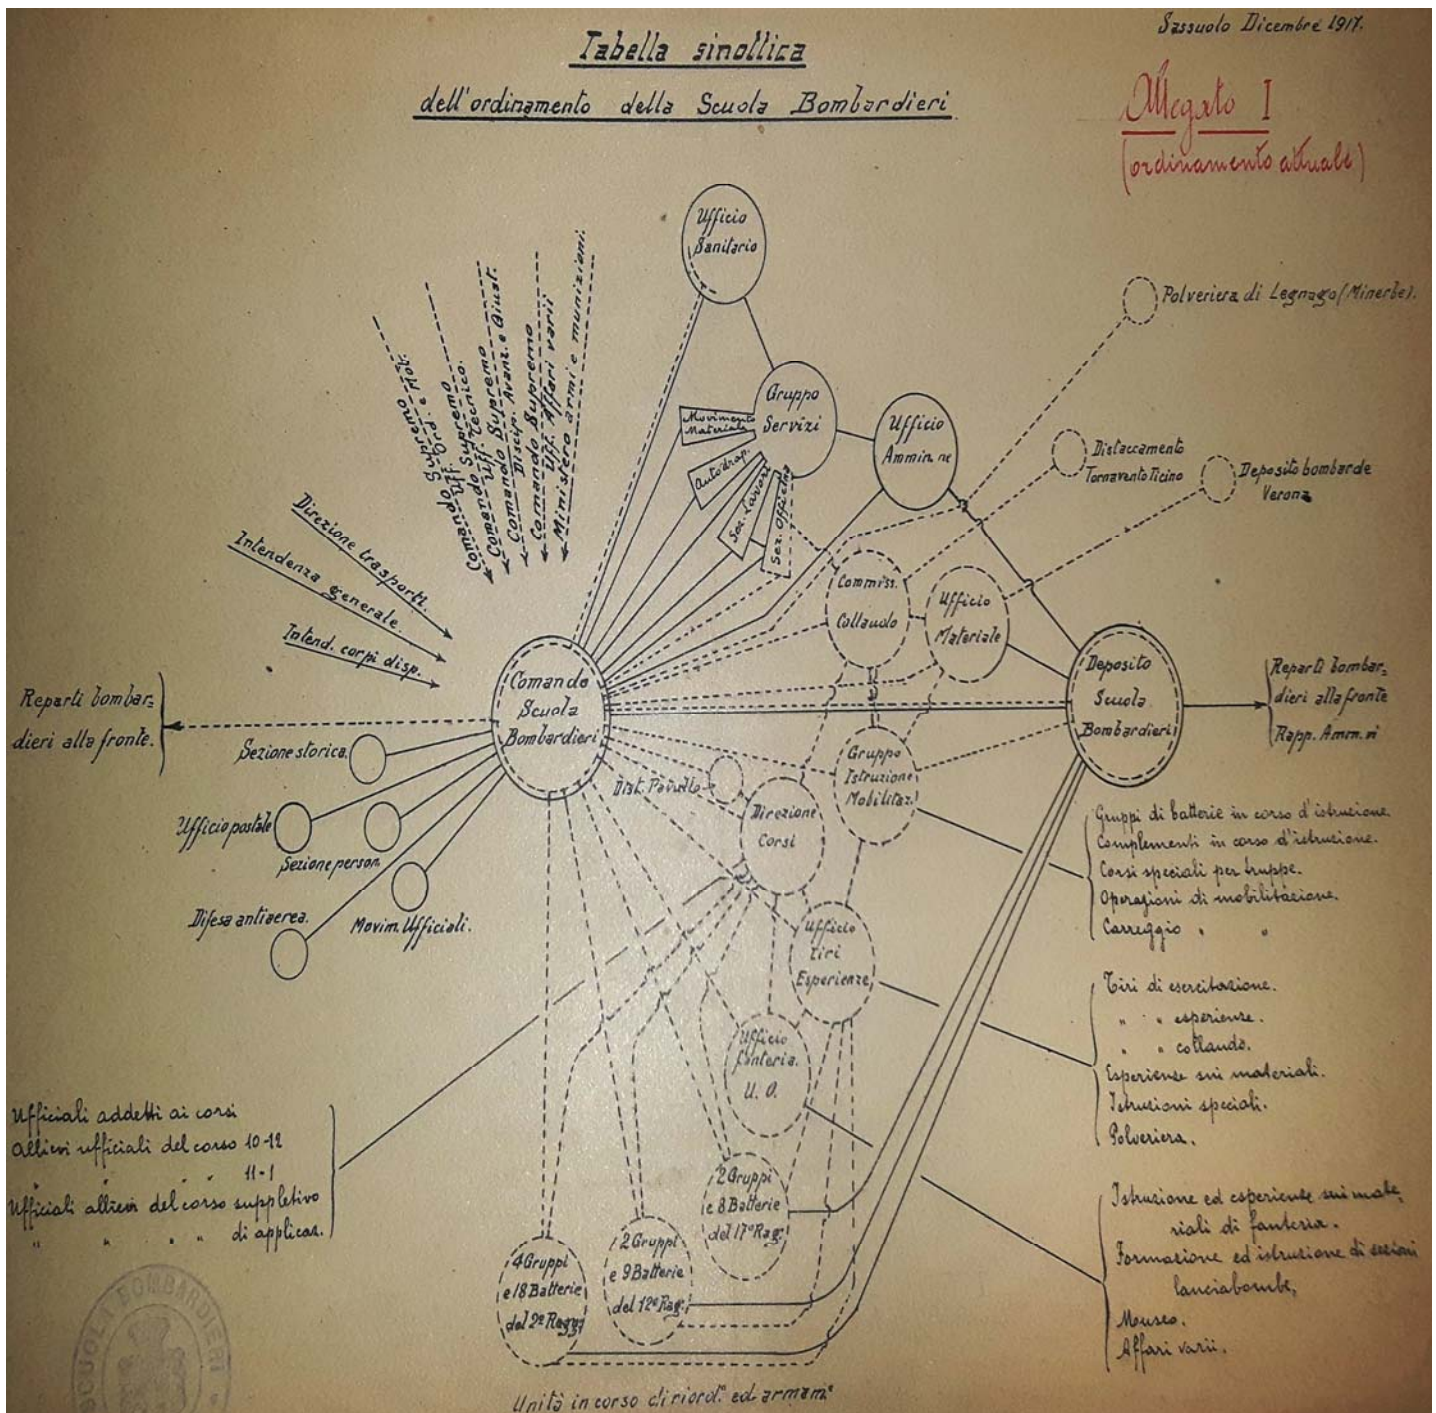 Sassuolo Dicembre 1917.
Tabella sinottica
dell'ordinamento della Scuola Bombardieri
Allegato I
(ordinamento attuale)
Ufficio
Sanitario
Polveriera di Legnago (Minerbe).
Comando Supremo
Uff. Ord. e Mob.
Comando Supremo
Uff. Tecnico.
Comando Supremo
Discip. Avanz. e Giust.
Comando Supremo
Uff. Affari varii
Ministero armi e munizioni.
Gruppo
Servizi
Movimento
Materiale
Autodrap.
Sez. Lavori
Sez. Officina
Ufficio
Ammin.ne
Distaccamento
Tornavento Ticino
Deposito bombarde
Verona
Direzione trasporti.
Intendenza generale.
Intend. corpi disp.
Commiss.
Collaudo
Ufficio
Materiale
Comando
Scuola
Bombardieri
Deposito
Scuola
Bombardieri
Reparti bombar=
dieri alla fronte.
Reparti bombar=
dieri alla fronte
Rapp. Amm.vi
Sezione storica.
Ufficio postale
Sezione person.
Difesa antiaerea.
Movim. Ufficiali.
Dist.
Direzione
Corsi
Gruppo
Istruzione
Mobilitaz.
Gruppi di batterie in corso d'istruzione.
Complementi in corso d'istruzione.
Corsi speciali per truppe.
Operazioni di mobilitazione.
Carreggio " "
Ufficio
Tiri
Esperienze
Tiri di esercitazione.
" " esperienze.
" " collaudo.
Esperienze sui materiali.
Istruzioni speciali.
Polveriera.
Ufficio
fanteria.
U. O.
Ufficiali addetti ai corsi
Allievi ufficiali del corso 10-12
" " " " 11-1
Ufficiali allievi del corso suppletivo
" " " " di applicaz.
2 Gruppi
e 8 Batterie
del 17º Rag.
2 Gruppi
e 9 Batterie
del 12º Rag.
4 Gruppi
e 18 Batterie
del 2º Ragg.
Istruzione ed esperienze sui mate=
riali di fanteria.
Formazione ed istruzione di sezioni
lanciabombe,
Museo.
Affari varii.
SCUOLA BOMBARDIERI
Unità in corso di riord.º ed armam.º